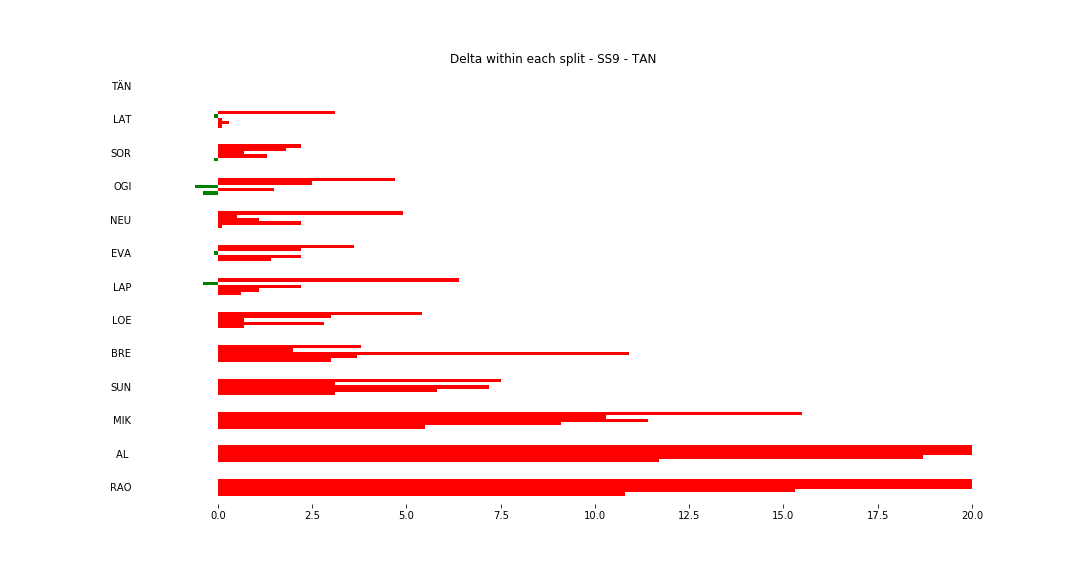 Delta within each split - SS9 - TAN
TÄN
LAT
SOR
OGI
NEU
EVA
LAP
LOE
BRE
SUN
MIK
AL
RAO
0.0 2.5 5.0 7.5 10.0 12.5 15.0 17.5 20.0